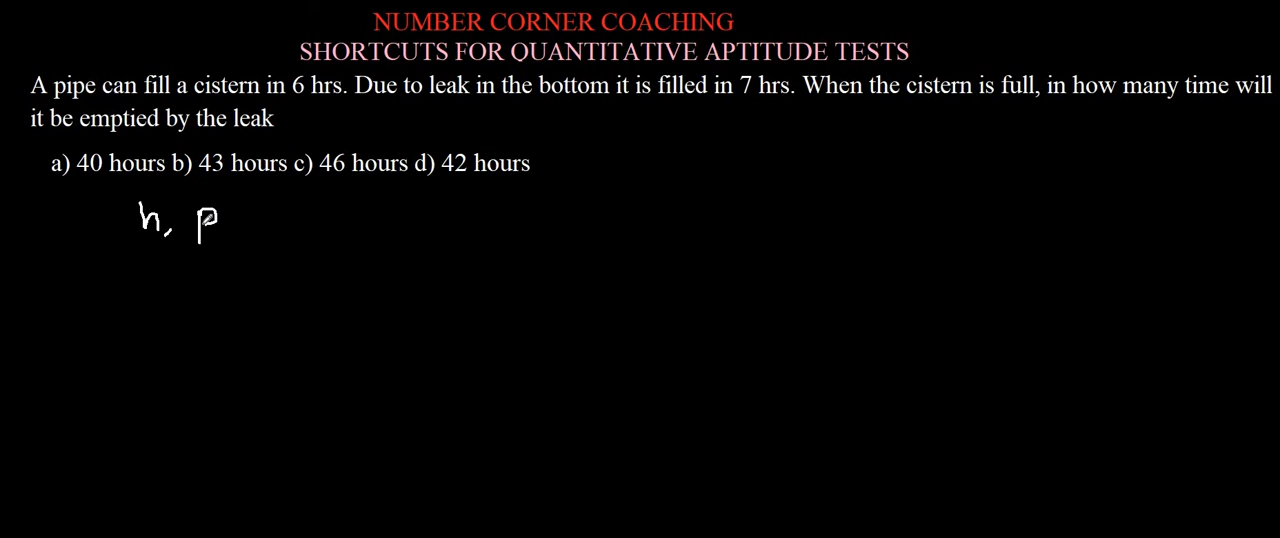 NUMBER CORNER COACHING
SHORTCUTS FOR QUANTITATIVE APTITUDE TESTS
A pipe can fill a cistern in 6 hrs. Due to leak in the bottom it is filled in 7 hrs. When the cistern is full, in how many time will
it be emptied by the leak
a) 40 hours b) 43 hours c) 46 hours d) 42 hours
h, p